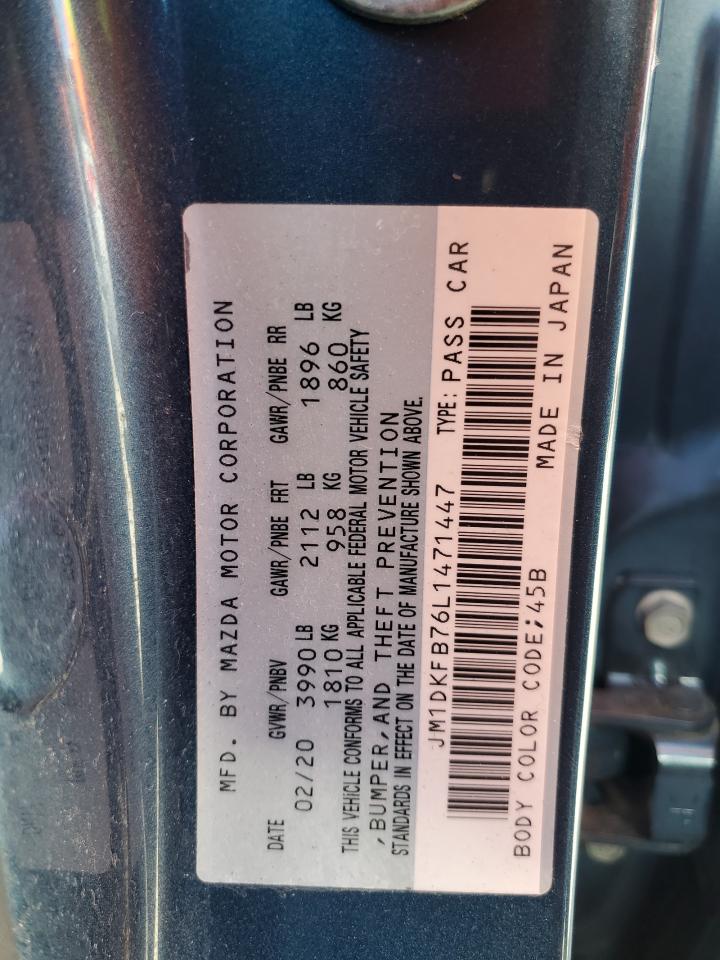 MFD. BY MAZDA MOTOR CORPORATION
DATE GVWR/PNBV GAWR/PNBE FRT GAWR/PNBE RR
02/20 3990 LB 2112 LB 1896 LB
1810 KG 958 KG 860 KG
THIS VEHICLE CONFORMS TO ALL APPLICABLE FEDERAL MOTOR VEHICLE SAFETY
,BUMPER,AND THEFT PREVENTION
STANDARDS IN EFFECT ON THE DATE OF MANUFACTURE SHOWN ABOVE.
JM1DKFB76L1471447 TYPE: PASS CAR
BODY COLOR CODE;45B MADE IN JAPAN